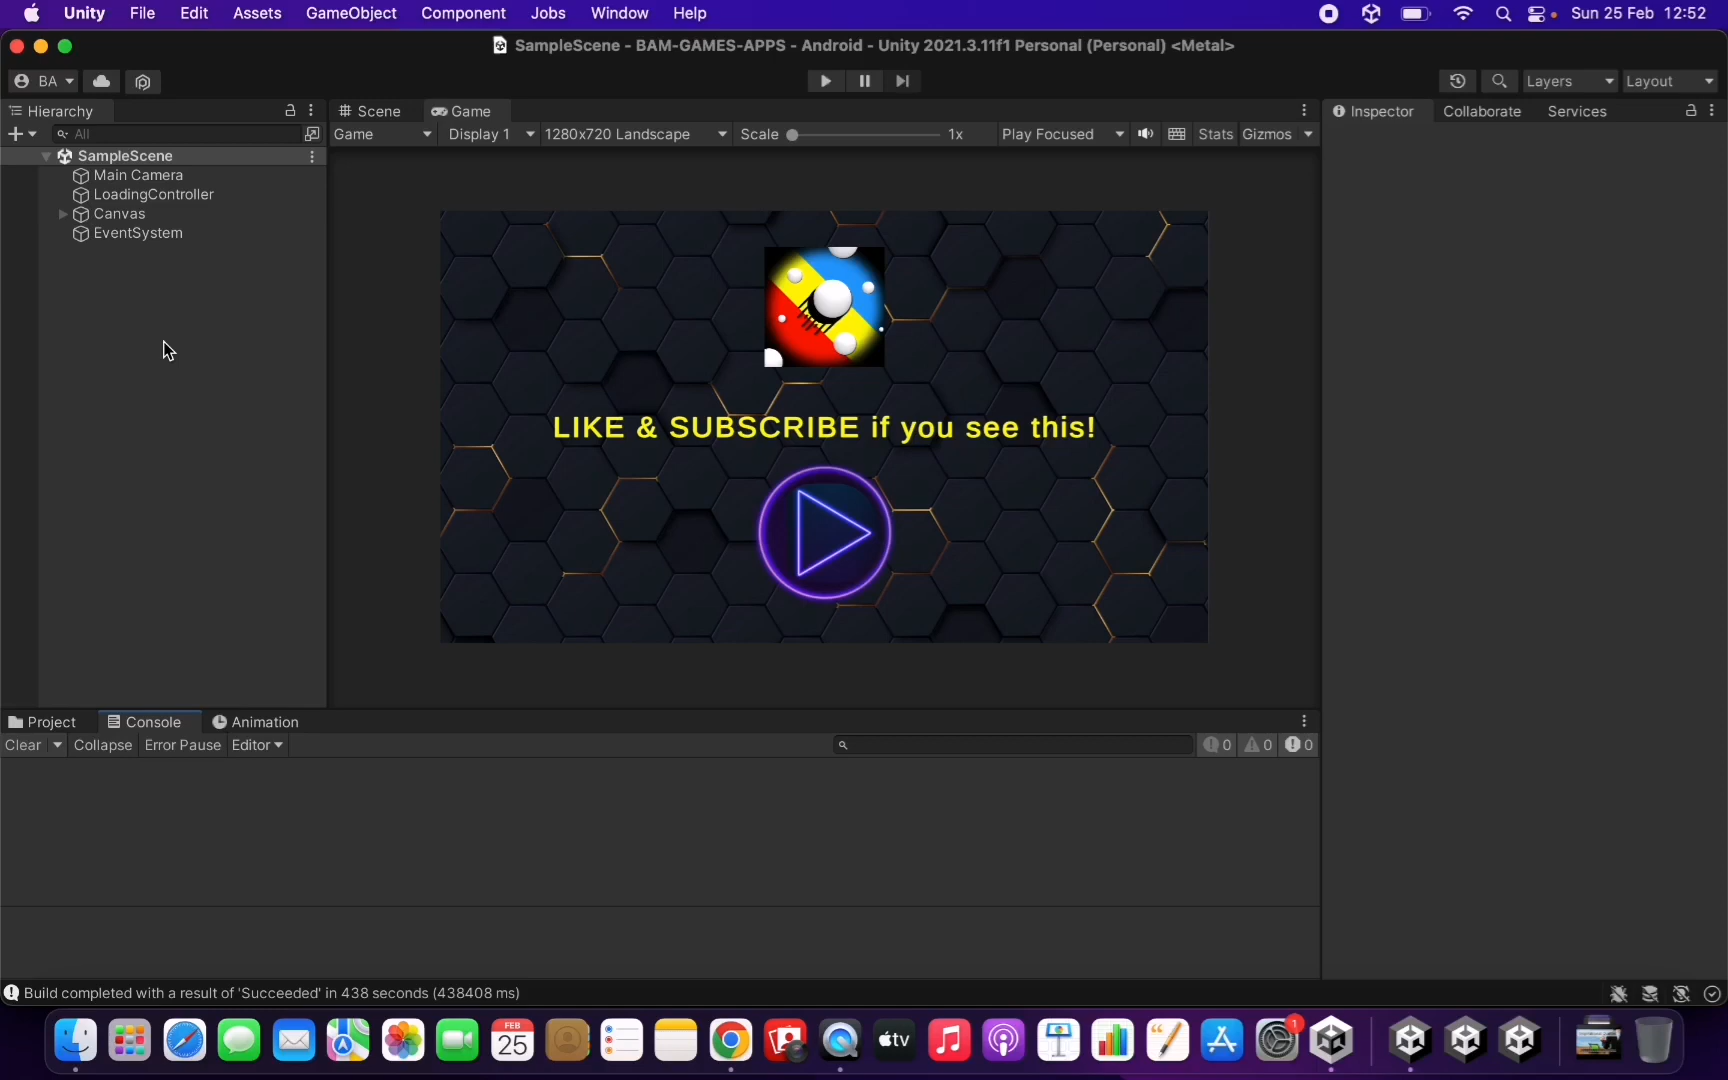 Unity File Edit Assets GameObject Component Jobs Window Help Sun 25 Feb 12:52
SampleScene - BAM-GAMES-APPS - Android - Unity 2021.3.11f1 Personal (Personal) <Metal>
BA Layers Layout
Hierarchy Scene Game Inspector Collaborate Services
All Game Display 1 1280x720 Landscape Scale 1x Play Focused Stats Gizmos
SampleScene
Main Camera
LoadingController
Canvas
EventSystem
LIKE & SUBSCRIBE if you see this!
Project Console Animation
Clear Collapse Error Pause Editor 0 0 0
Build completed with a result of 'Succeeded' in 438 seconds (438408 ms)
FEB
25
tv
1